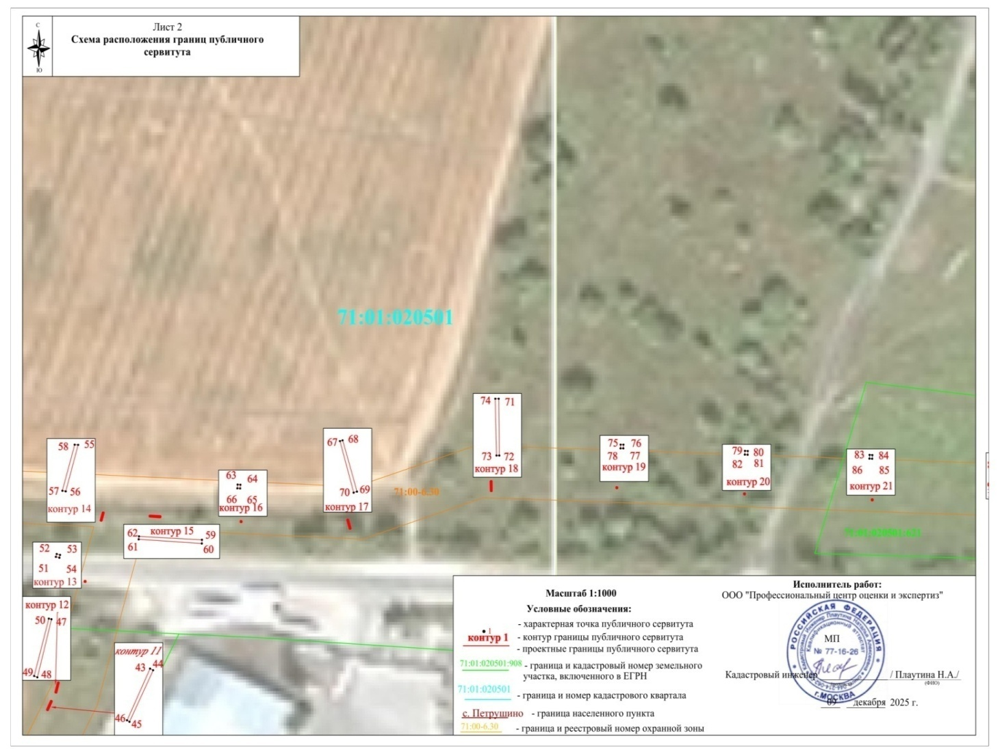 С
Ю
Лист 2
Схема расположения границ публичного
сервитута
71:01:020501
74 71
73 72
контур 18
58 55
57 56
контур 14
63 64
66 65
контур 16
67 68
70 69
контур 17
71:00-6.30
75 76
78 77
контур 19
79 80
82 81
контур 20
83 84
86 85
контур 21
62 контур 15 59
61 60
52 53
51 54
контур 13
контур 12
50 47
49 48
контур 11
43 44
46 45
Масштаб 1:1000
Условные обозначения:
1 - характерная точка публичного сервитута
контур 1 - контур границы публичного сервитута
- проектные границы публичного сервитута
71:01:020501:908 - граница и кадастровый номер земельного
участка, включенного в ЕГРН
71:01:020501 - граница и номер кадастрового квартала
с. Петрушино - граница населенного пункта
71:00-6.30 - граница и реестровый номер охранной зоны
Исполнитель работ:
ООО "Профессиональный центр оценки и экспертиз"
РОССИЙСКАЯ ФЕДЕРАЦИЯ
Квалификационный аттестат
МП
№ 77-16-26
г.МОСКВА
Кадастровый инженер / Плаутина Н.А./
(ФИО)
09 декабря 2025 г.